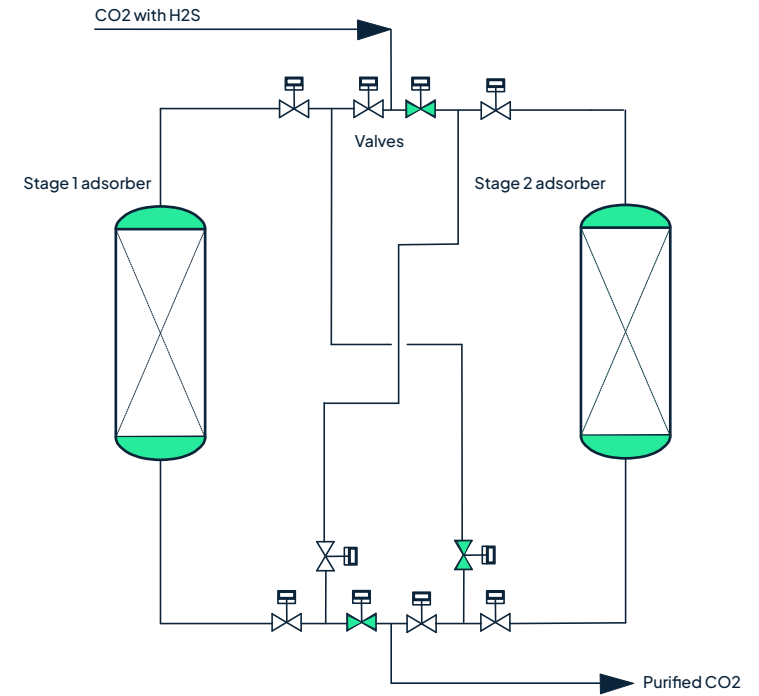 CO2 with H2S
Valves
Stage 1 adsorber
Stage 2 adsorber
Purified CO2